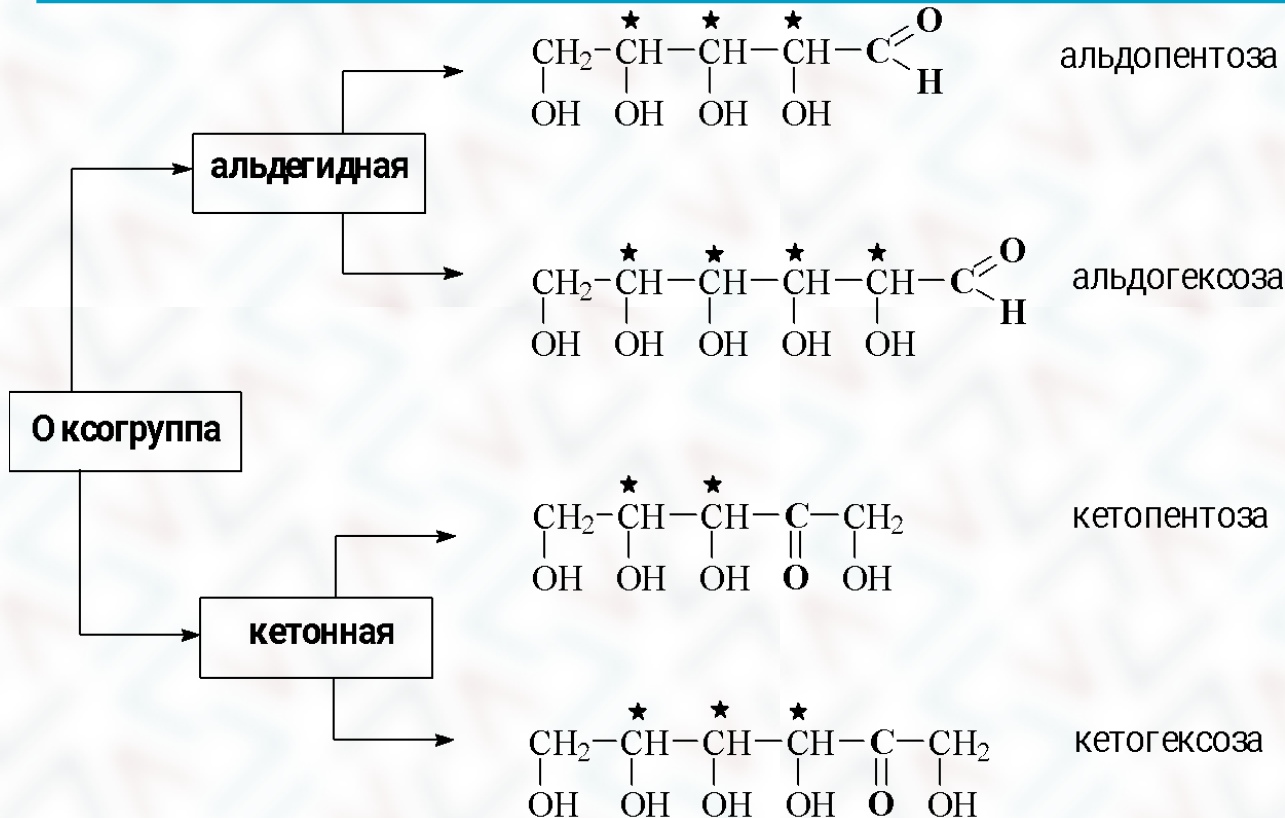 ★ ★ ★
CH₂–CH–CH–CH–C=O альдопентоза
H
OH OH OH OH
альдегидная
★ ★ ★ ★
CH₂–CH–CH–CH–CH–C=O альдогексоза
H
OH OH OH OH OH
О ксогруппа
★ ★
CH₂–CH–CH–C–CH₂ кетопентоза
OH OH OH O OH
кетонная
★ ★ ★
CH₂–CH–CH–CH–C–CH₂ кетогексоза
OH OH OH OH O OH